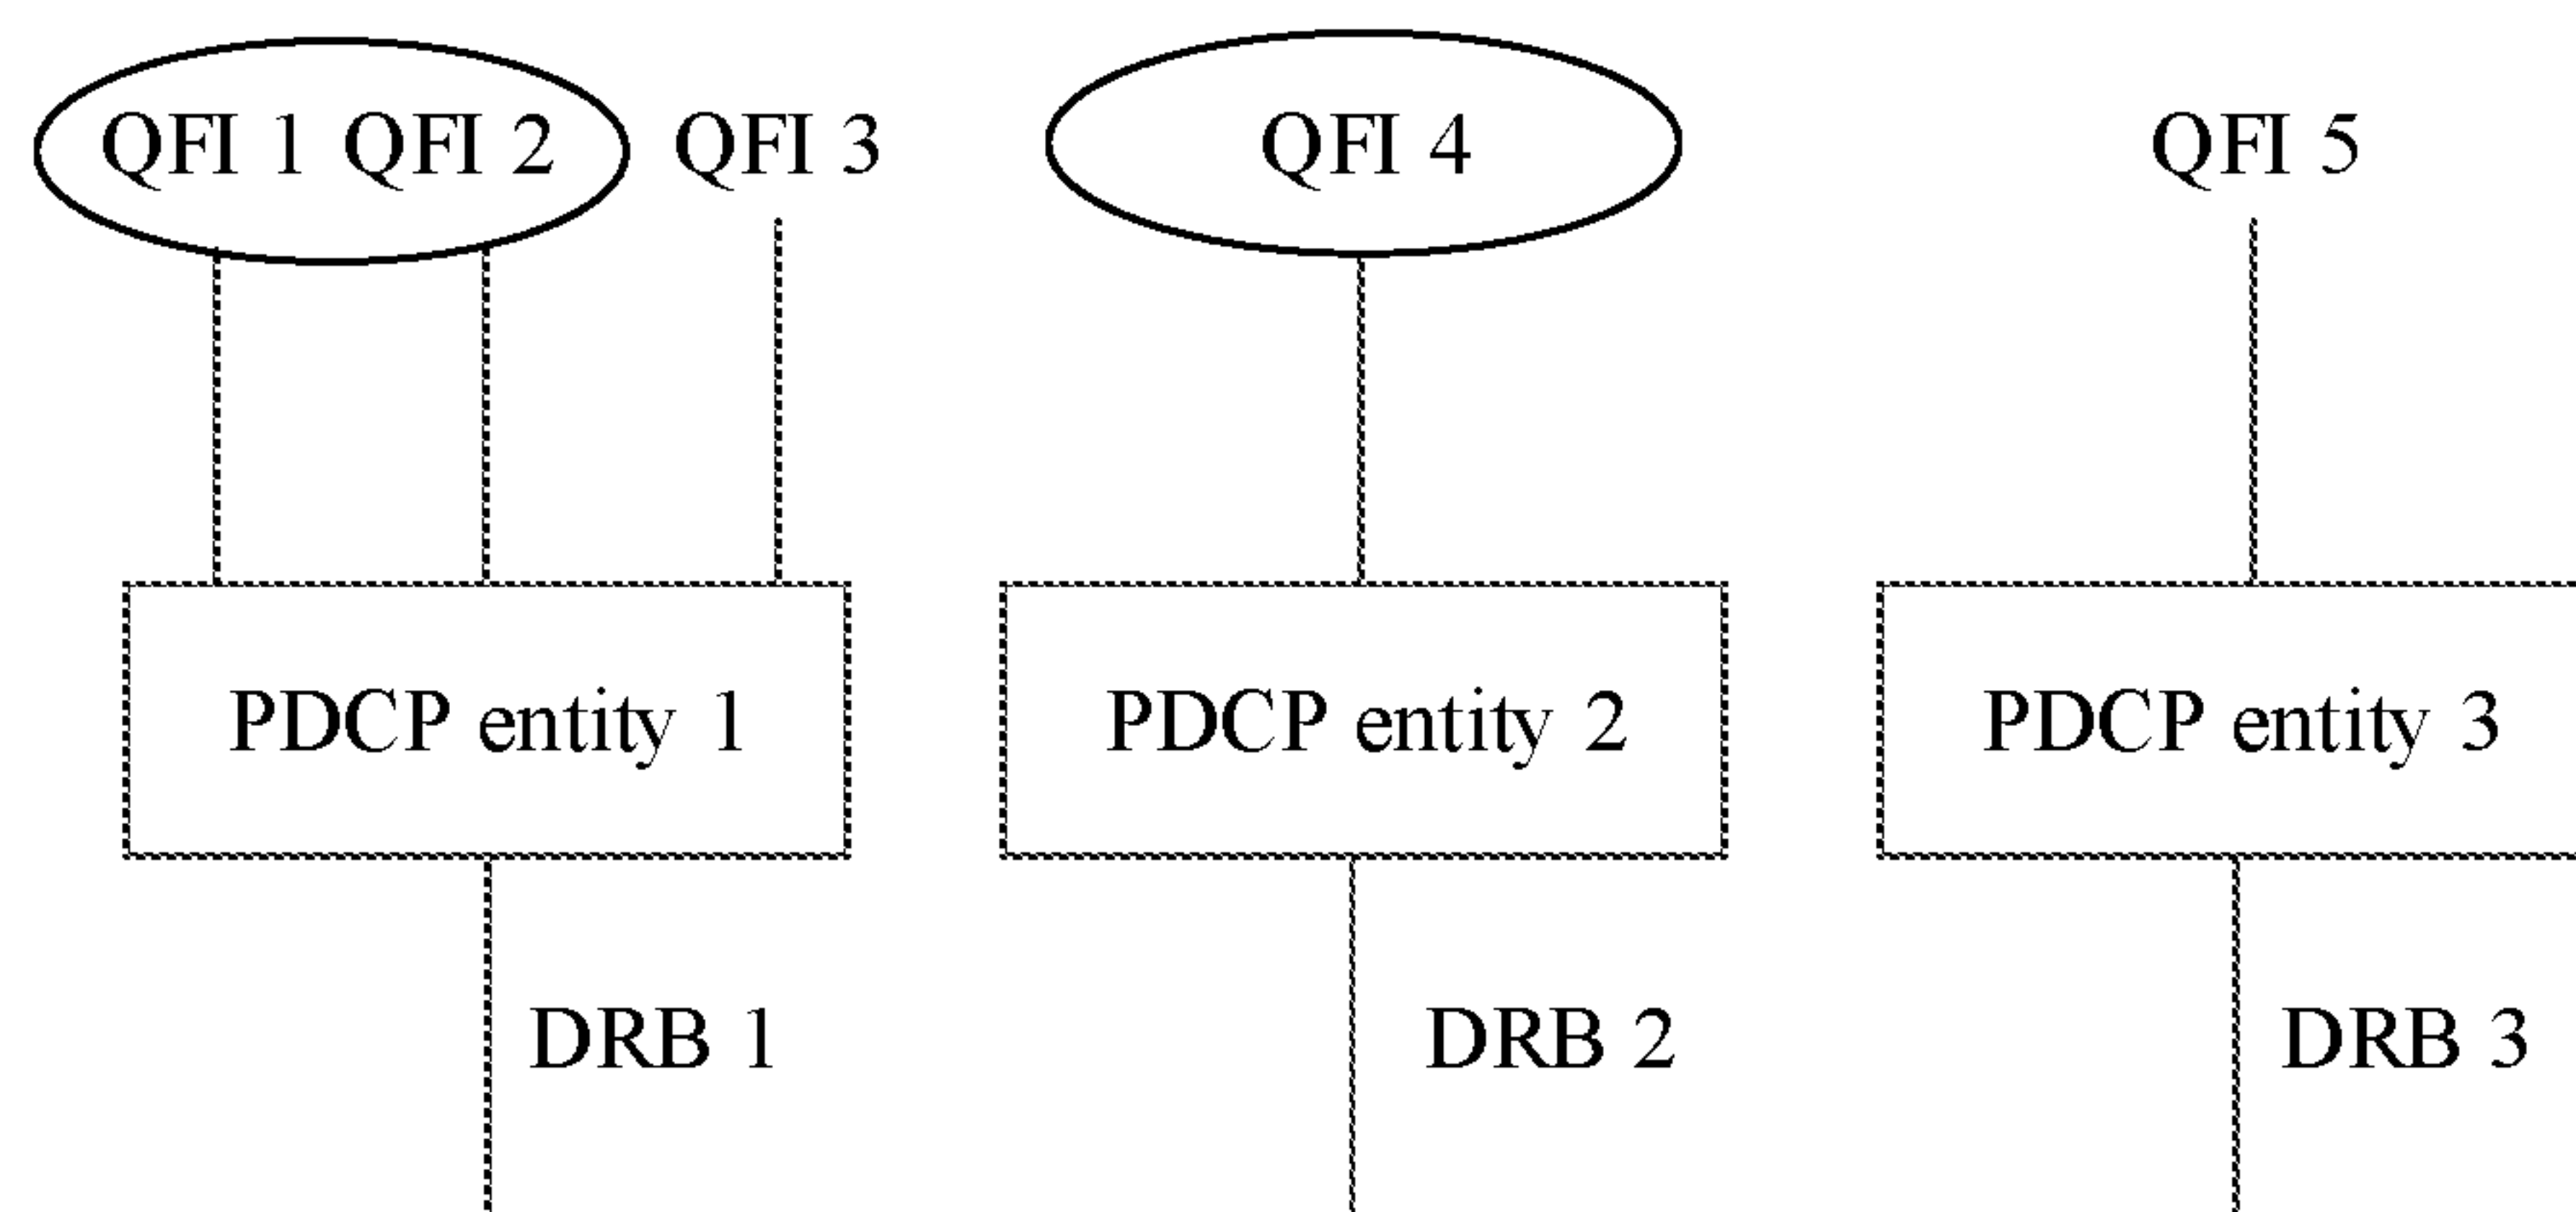 QFI 1 QFI 2 QFI 3 QFI 4 QFI 5
PDCP entity 1 PDCP entity 2 PDCP entity 3
DRB 1 DRB 2 DRB 3